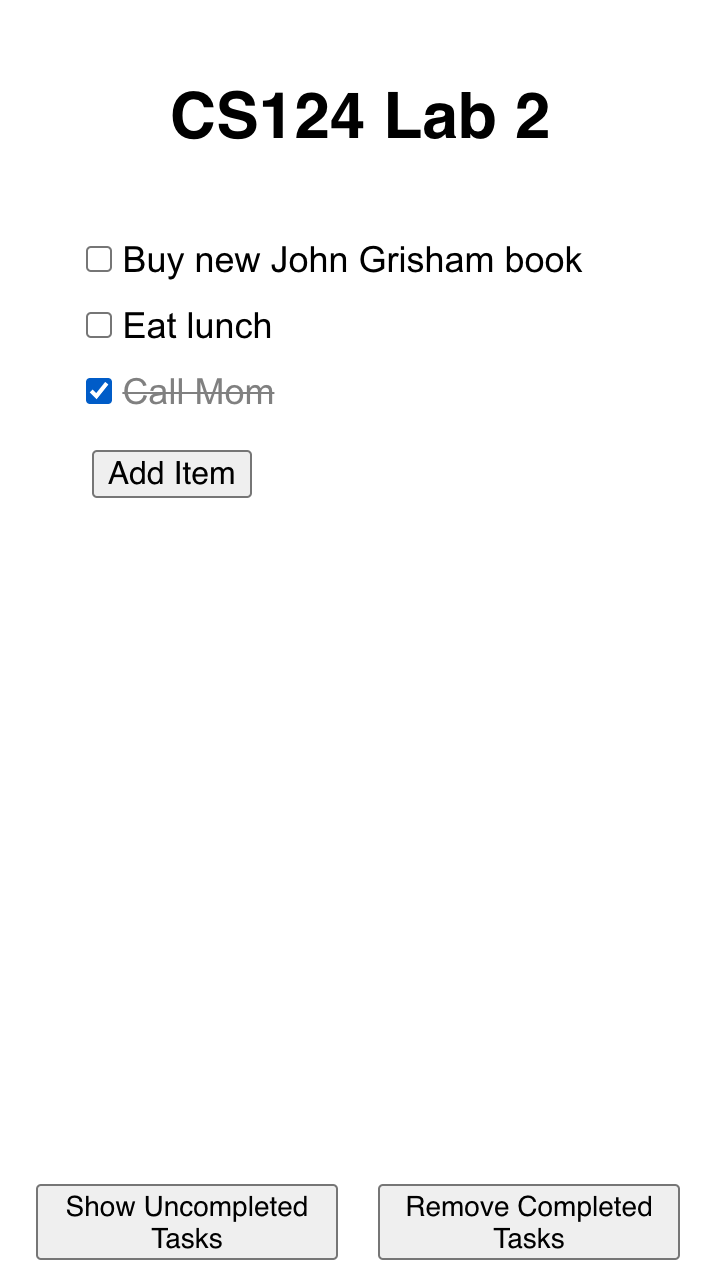 CS124 Lab 2
Buy new John Grisham book
Eat lunch
Call Mom
Add Item
Show Uncompleted
Tasks
Remove Completed
Tasks